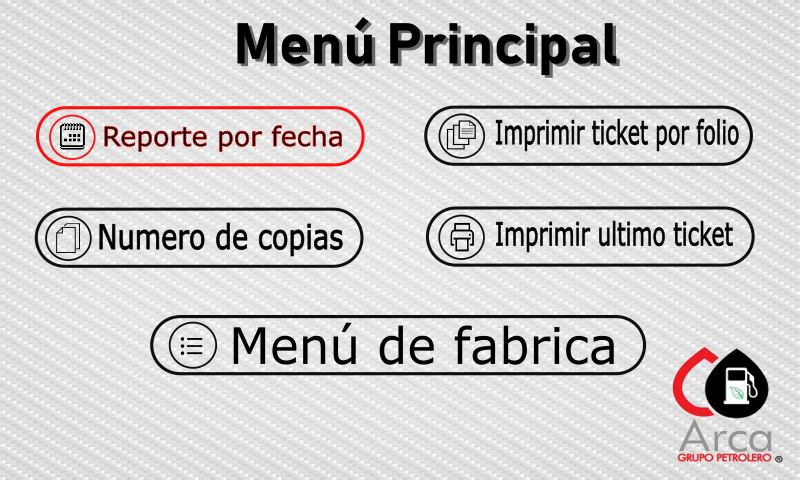 Menú Principal
Reporte por fecha
Imprimir ticket por folio
Numero de copias
Imprimir ultimo ticket
Menú de fabrica
Arca
GRUPO PETROLERO ®